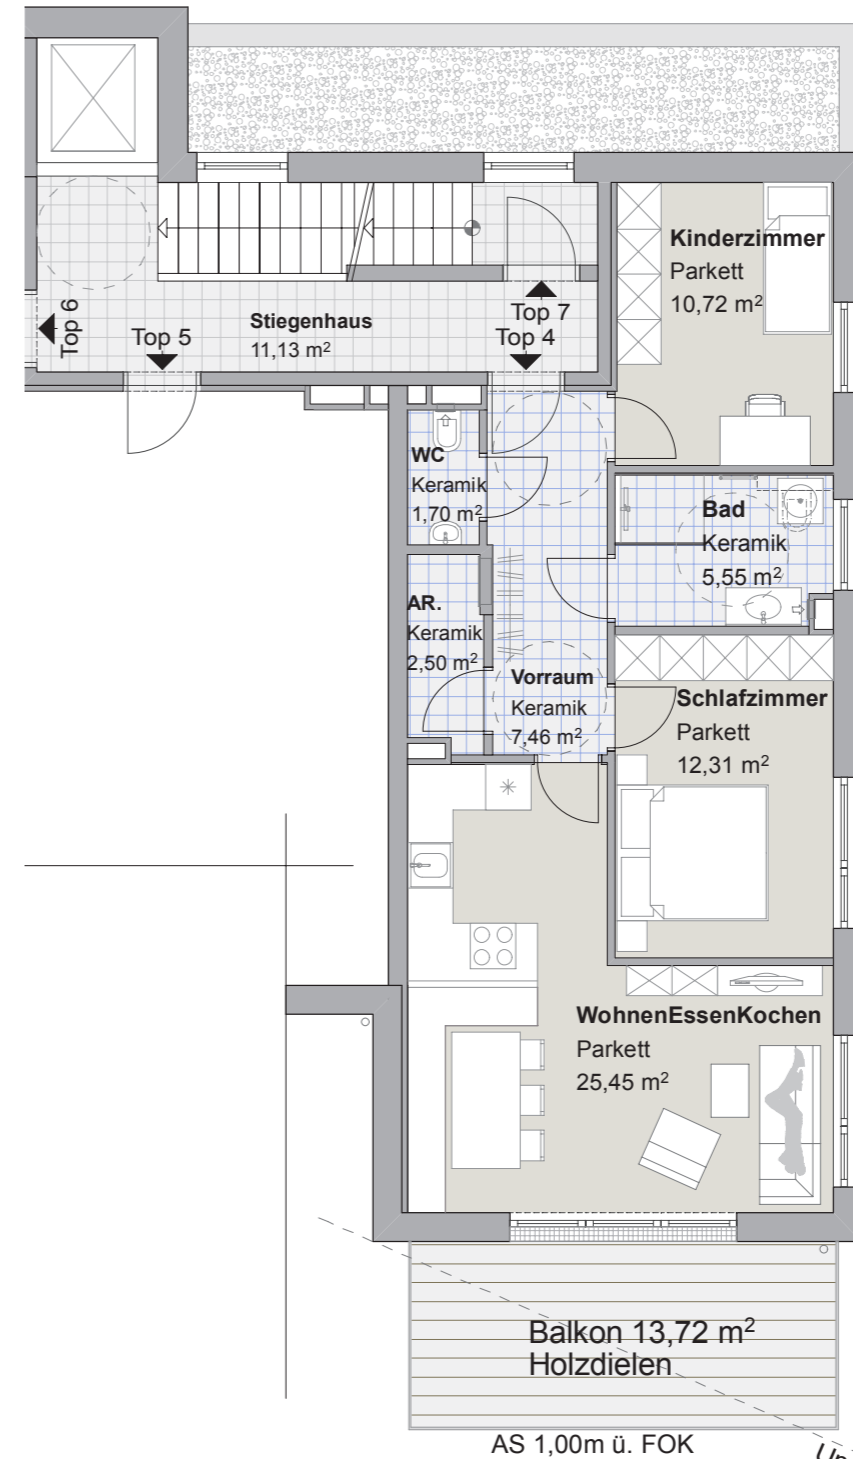 Kinderzimmer
Parkett
10,72 m²
Top 6
Top 5
Stiegenhaus
11,13 m²
Top 7
Top 4
WC
Keramik
1,70 m²
Bad
Keramik
5,55 m²
AR.
Keramik
2,50 m²
Vorraum
Keramik
7,46 m²
Schlafzimmer
Parkett
12,31 m²
WohnenEssenKochen
Parkett
25,45 m²
Balkon 13,72 m²
Holzdielen
AS 1,00m ü. FOK